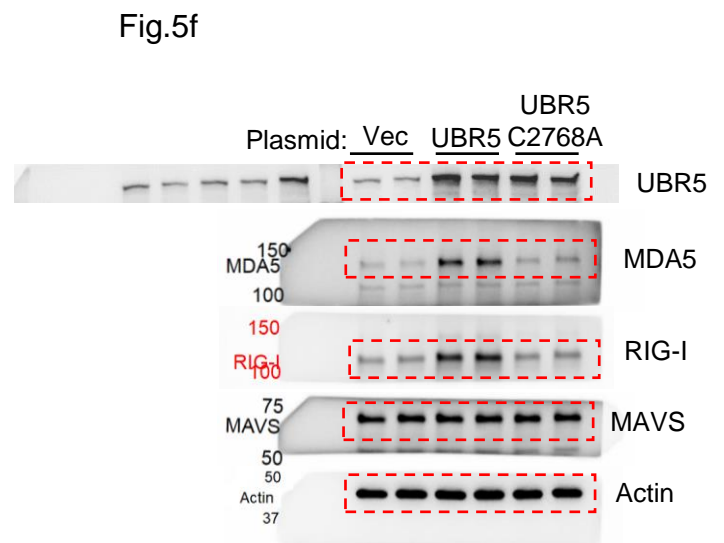 Fig.5f
UBR5
Plasmid: Vec UBR5 C2768A
UBR5
150
MDA5 MDA5
100
150
RIG-I RIG-I
100
75
MAVS MAVS
50
50
Actin Actin
37